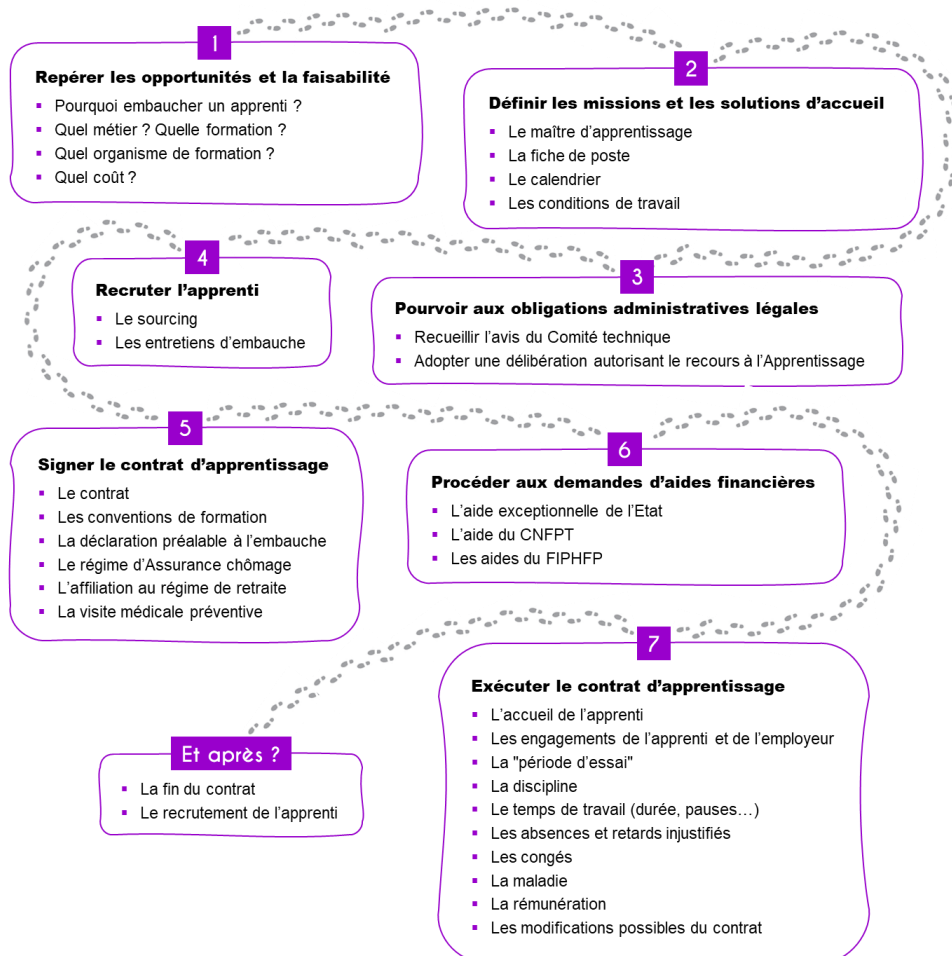 1
Repérer les opportunités et la faisabilité
▪ Pourquoi embaucher un apprenti ?
▪ Quel métier ? Quelle formation ?
▪ Quel organisme de formation ?
▪ Quel coût ?
2
Définir les missions et les solutions d'accueil
▪ Le maître d'apprentissage
▪ La fiche de poste
▪ Le calendrier
▪ Les conditions de travail
3
Pourvoir aux obligations administratives légales
▪ Recueillir l'avis du Comité technique
▪ Adopter une délibération autorisant le recours à l'Apprentissage
4
Recruter l'apprenti
▪ Le sourcing
▪ Les entretiens d'embauche
5
Signer le contrat d'apprentissage
▪ Le contrat
▪ Les conventions de formation
▪ La déclaration préalable à l'embauche
▪ Le régime d'Assurance chômage
▪ L'affiliation au régime de retraite
▪ La visite médicale préventive
6
Procéder aux demandes d'aides financières
▪ L'aide exceptionnelle de l'Etat
▪ L'aide du CNFPT
▪ Les aides du FIPHFP
7
Exécuter le contrat d'apprentissage
▪ L'accueil de l'apprenti
▪ Les engagements de l'apprenti et de l'employeur
▪ La "période d'essai"
▪ La discipline
▪ Le temps de travail (durée, pauses…)
▪ Les absences et retards injustifiés
▪ Les congés
▪ La maladie
▪ La rémunération
▪ Les modifications possibles du contrat
Et après ?
▪ La fin du contrat
▪ Le recrutement de l'apprenti